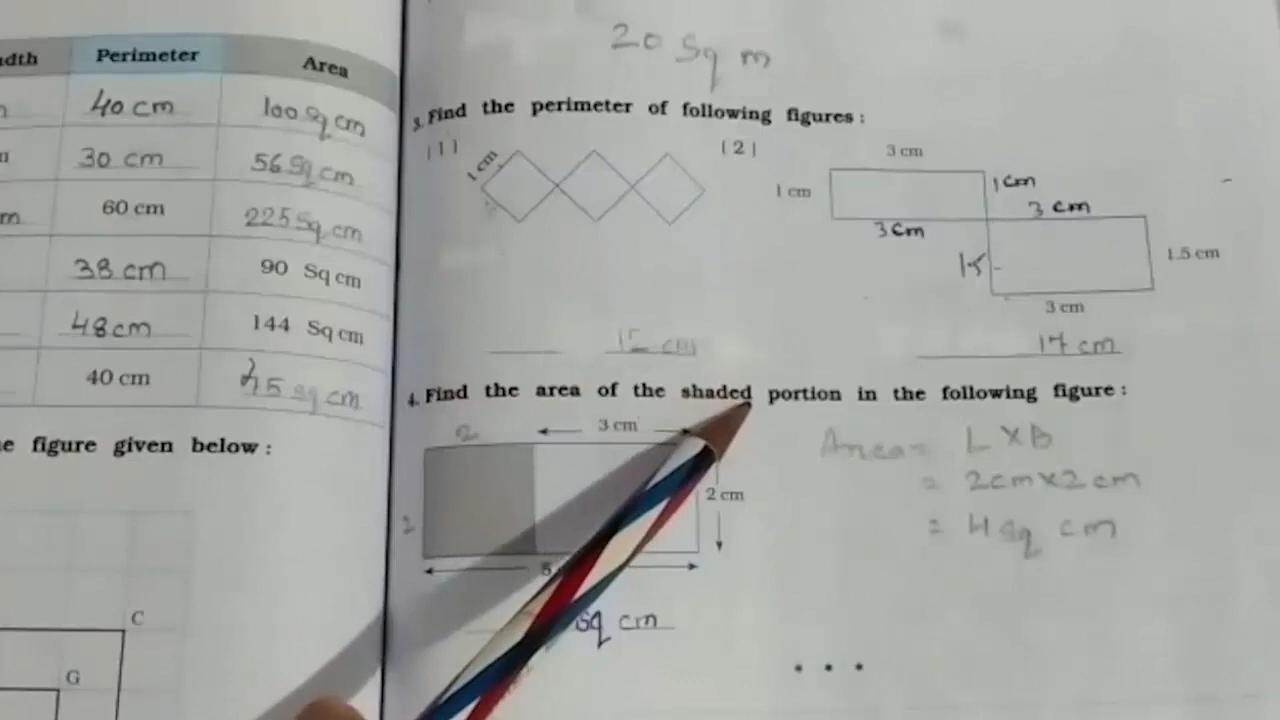 Perimeter Area
40 cm 100 Sq cm
30 cm 56 Sq cm
60 cm 225 Sq cm
38 cm 90 Sq cm
48 cm 144 Sq cm
40 cm 75 Sq cm
e figure given below :
C
G
20 Sq m
3. Find the perimeter of following figures :
(1)
1 cm
(2)
3 cm
1 cm
1 cm
3 cm
3 cm
1.5 cm
1.5
3 cm
17 cm
4. Find the area of the shaded portion in the following figure :
2
3 cm
2
2 cm
5
Sq cm
Area = L X B
= 2cm x 2 cm
= 4 Sq cm